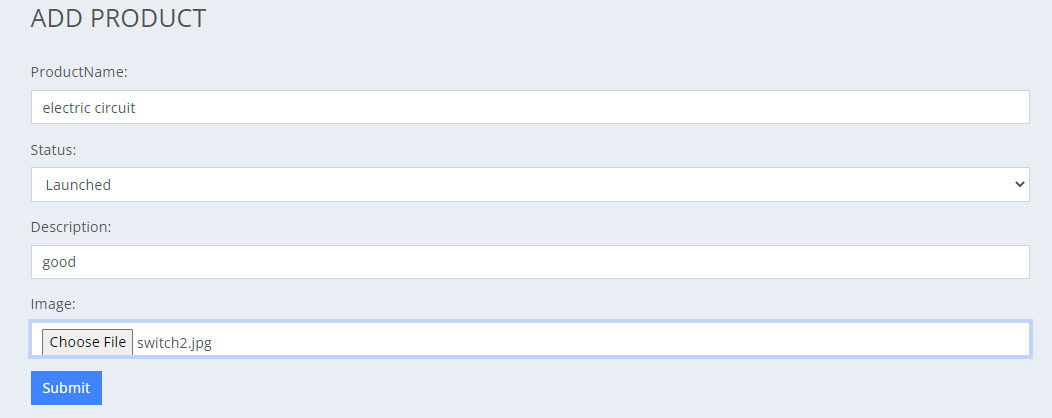 ADD PRODUCT
ProductName:
electric circuit
Status:
Launched
Description:
good
Image:
Choose File switch2.jpg
Submit